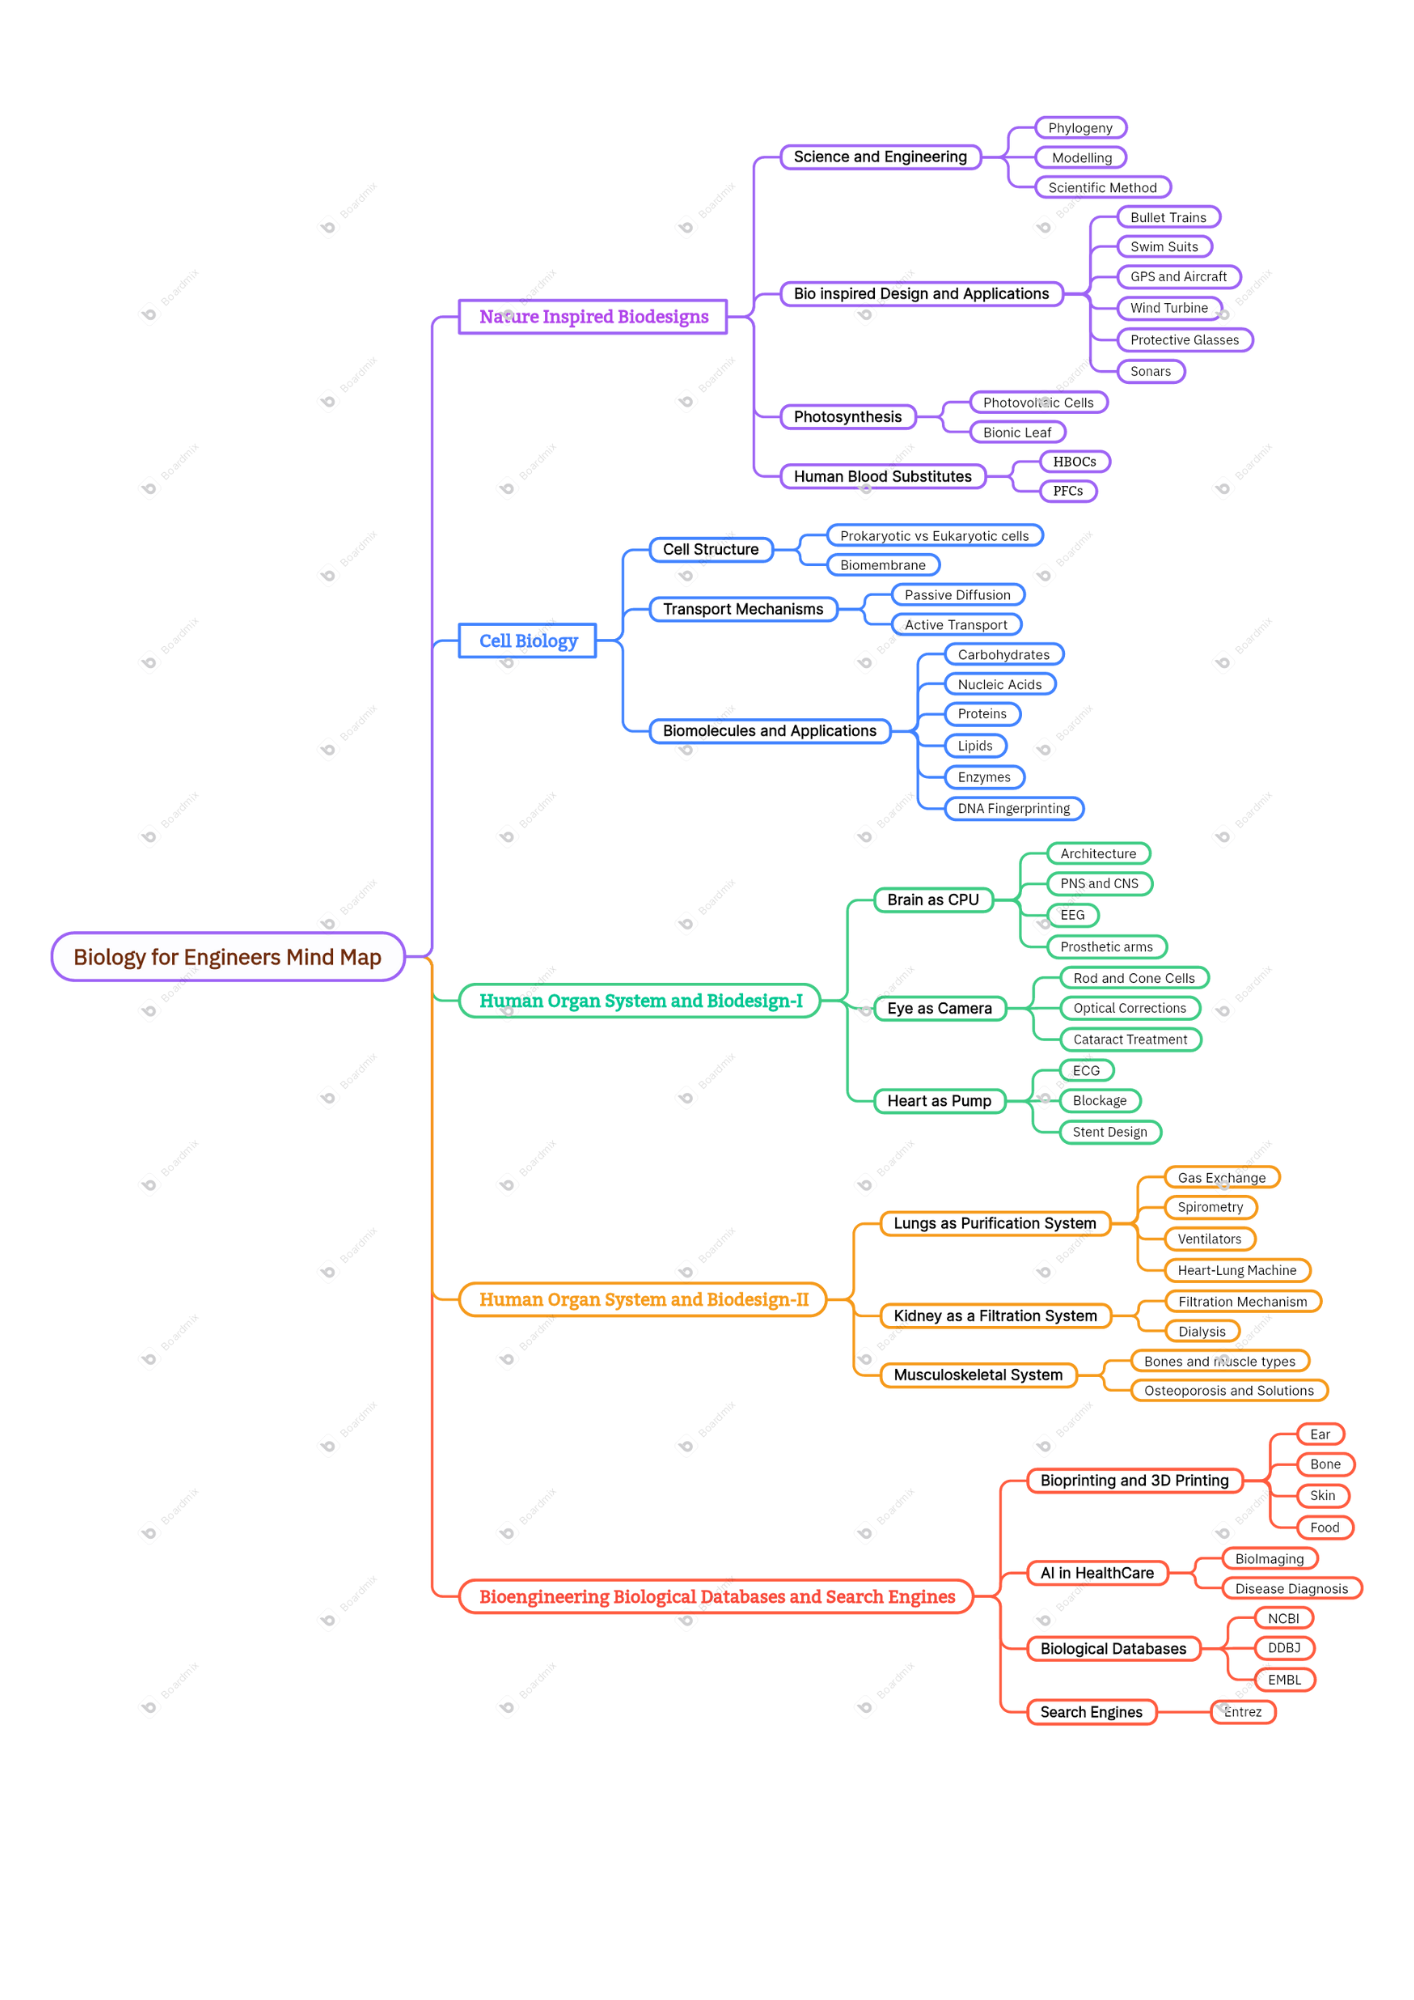 Biology for Engineers Mind Map
Nature Inspired Biodesigns
Science and Engineering
Phylogeny
Modelling
Scientific Method
Bio inspired Design and Applications
Bullet Trains
Swim Suits
GPS and Aircraft
Wind Turbine
Protective Glasses
Sonars
Photosynthesis
Photovoltaic Cells
Bionic Leaf
Human Blood Substitutes
HBOCs
PFCs
Cell Biology
Cell Structure
Prokaryotic vs Eukaryotic cells
Biomembrane
Transport Mechanisms
Passive Diffusion
Active Transport
Biomolecules and Applications
Carbohydrates
Nucleic Acids
Proteins
Lipids
Enzymes
DNA Fingerprinting
Human Organ System and Biodesign-I
Brain as CPU
Architecture
PNS and CNS
EEG
Prosthetic arms
Eye as Camera
Rod and Cone Cells
Optical Corrections
Cataract Treatment
Heart as Pump
ECG
Blockage
Stent Design
Human Organ System and Biodesign-II
Lungs as Purification System
Gas Exchange
Spirometry
Ventilators
Heart-Lung Machine
Kidney as a Filtration System
Filtration Mechanism
Dialysis
Musculoskeletal System
Bones and muscle types
Osteoporosis and Solutions
Bioengineering Biological Databases and Search Engines
Bioprinting and 3D Printing
Ear
Bone
Skin
Food
AI in HealthCare
BioImaging
Disease Diagnosis
Biological Databases
NCBI
DDBJ
EMBL
Search Engines
Entrez
Boardmix